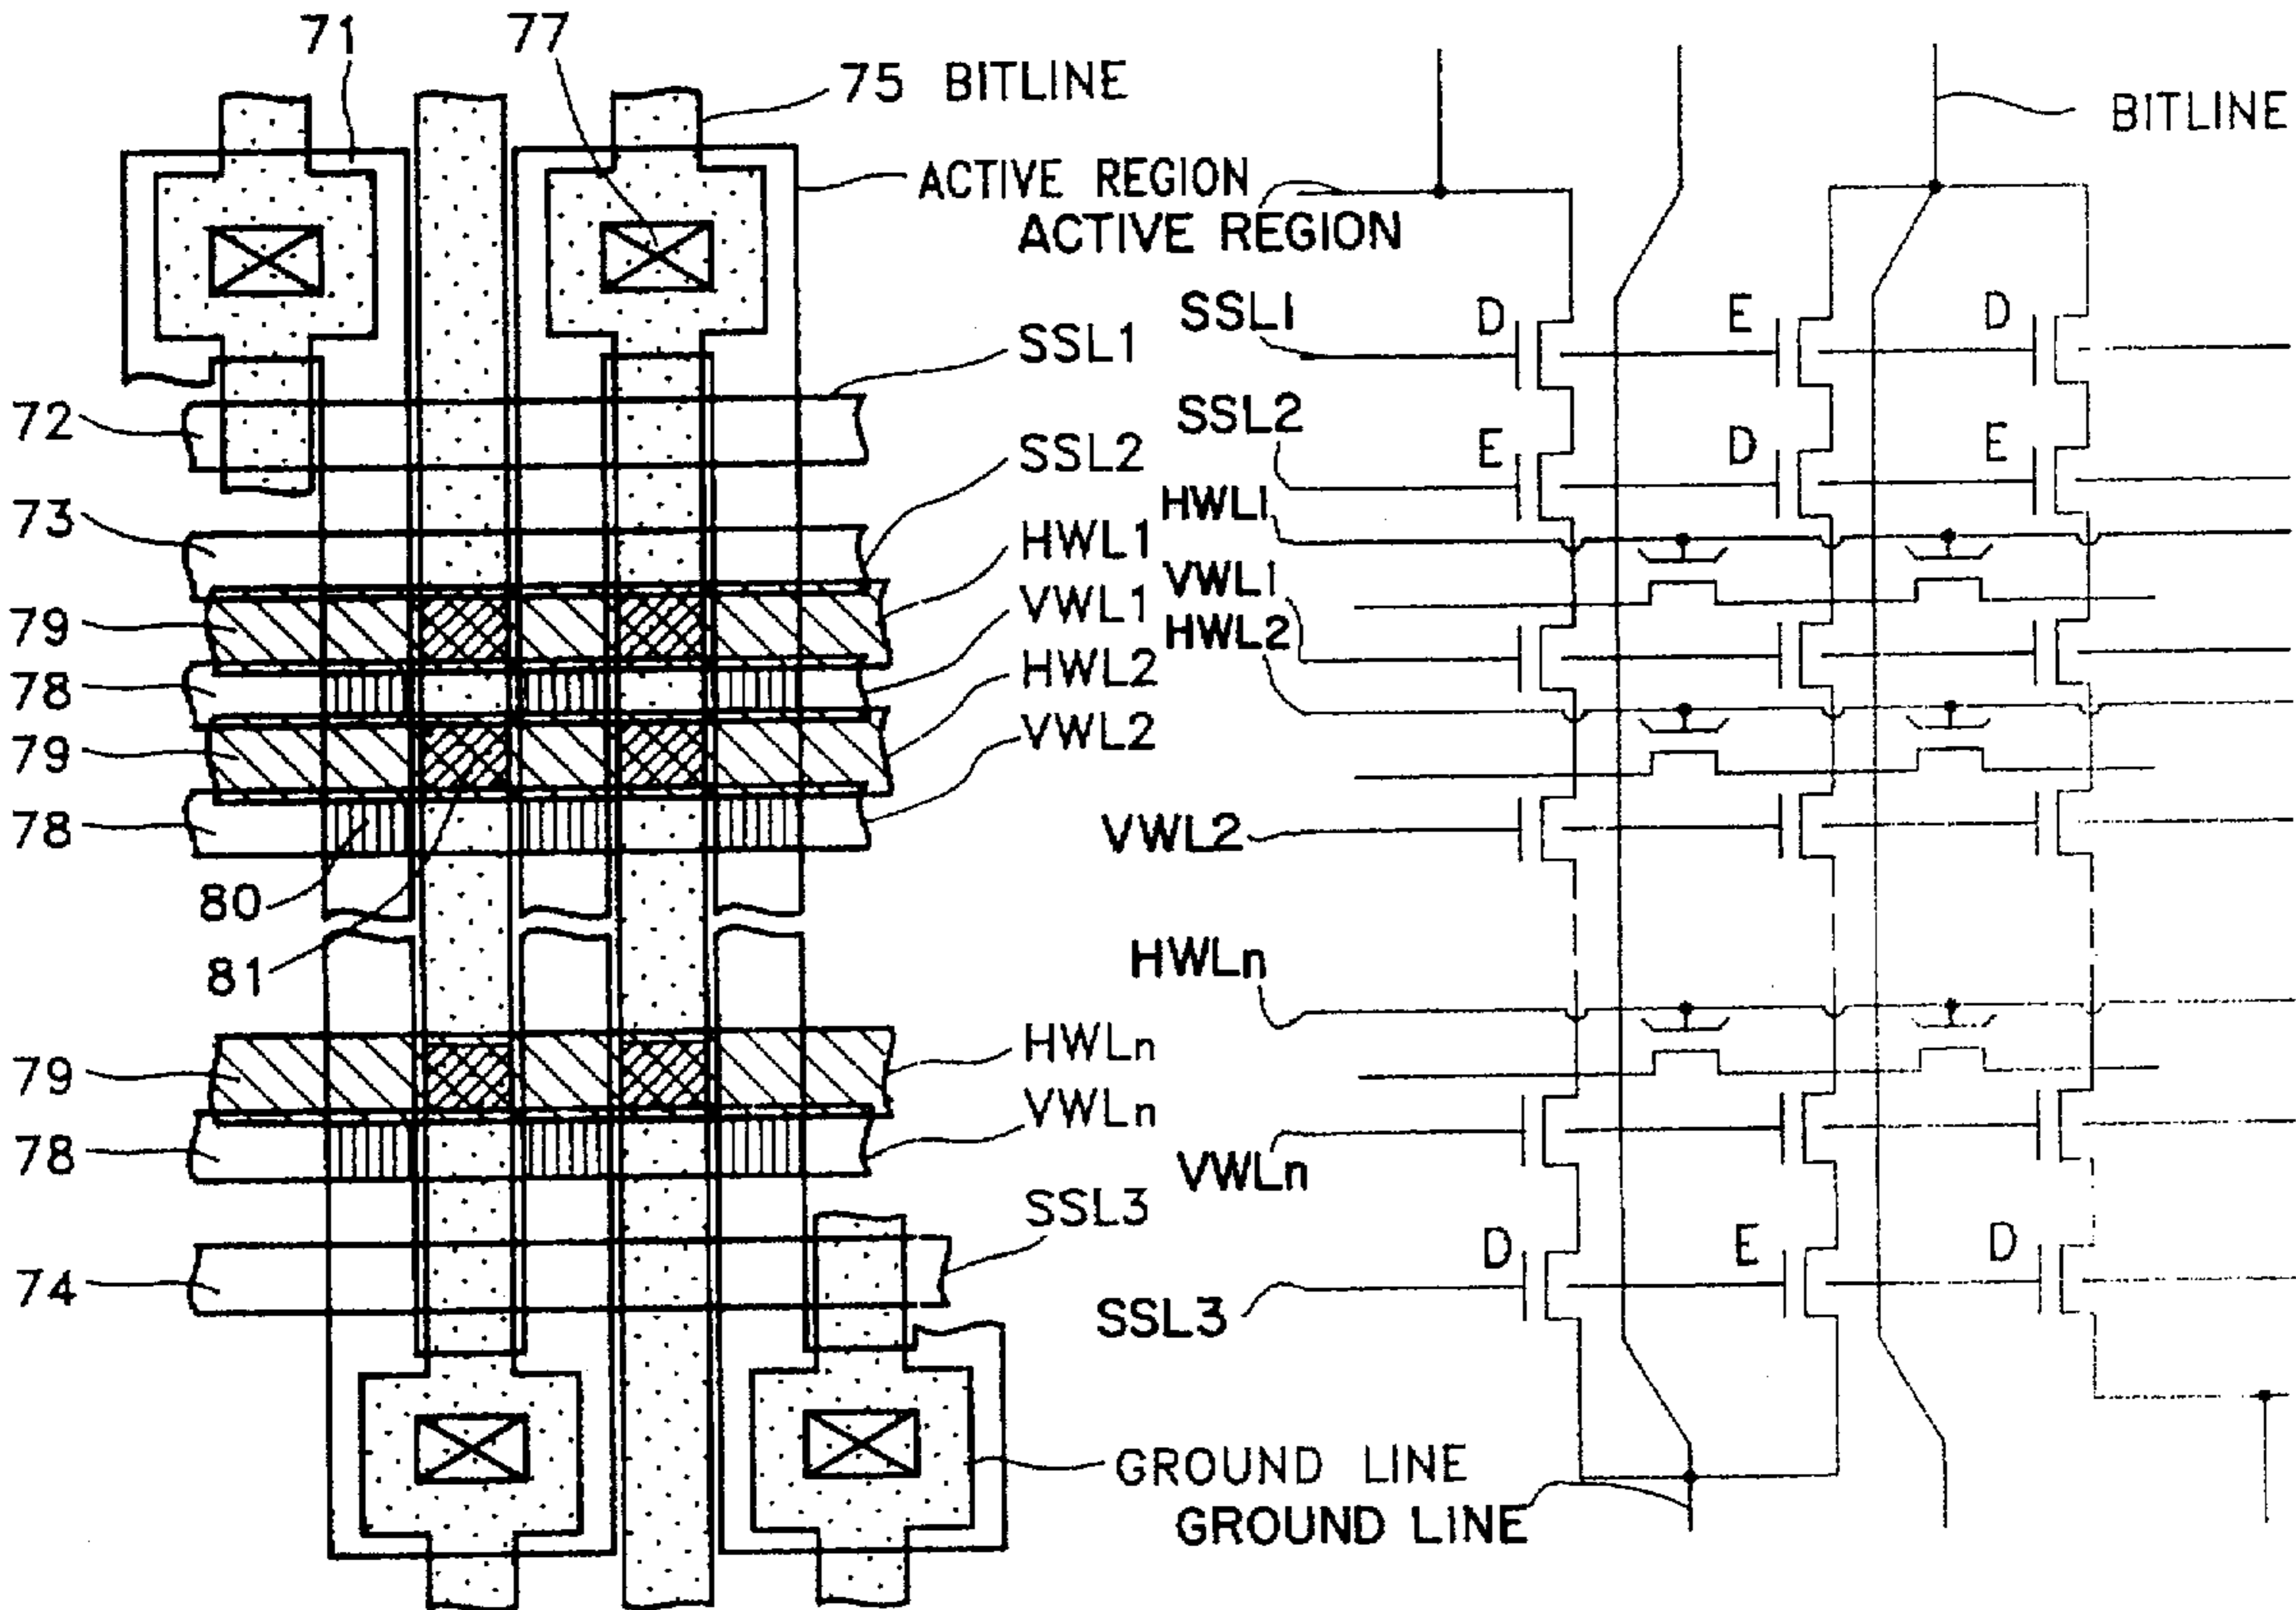 71
77
75 BITLINE
BITLINE
ACTIVE REGION
ACTIVE REGION
SSL1
D
E
D
SSL1
72
SSL2
E
D
E
SSL2
73
HWL1
HWL1
79
VWL1
VWL1
78
HWL2
HWL2
79
VWL2
78
VWL2
80
81
HWLn
79
HWLn
78
VWLn
VWLn
SSL3
D
E
D
74
SSL3
GROUND LINE
GROUND LINE